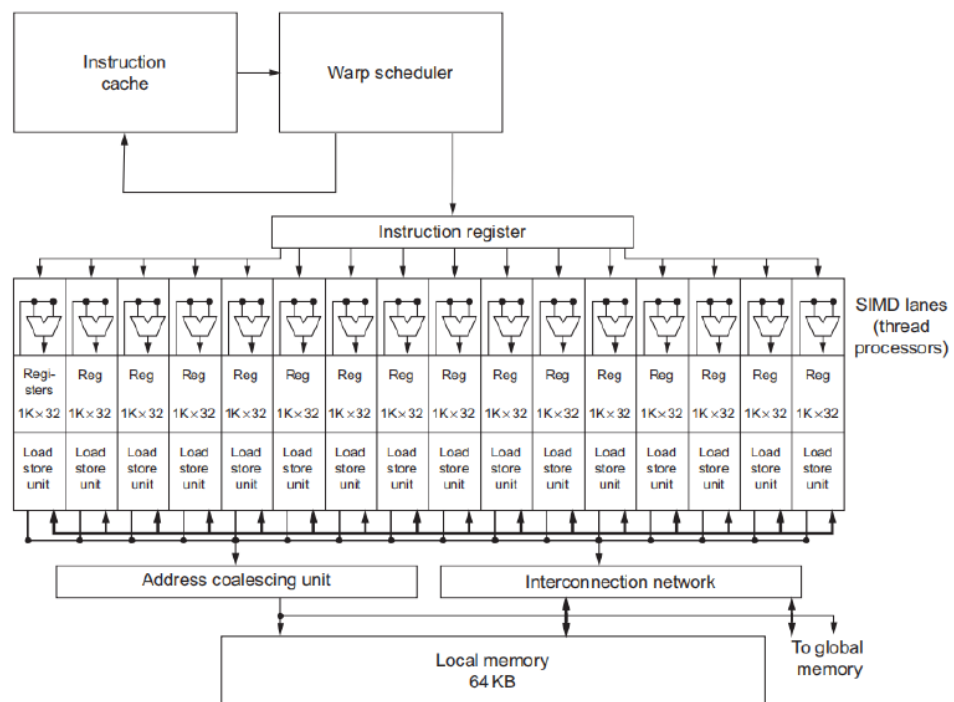 Instruction
cache
Warp scheduler
Instruction register
SIMD lanes
(thread
processors)
Regi-
sters
Reg Reg Reg Reg Reg Reg Reg Reg Reg Reg Reg Reg Reg Reg Reg
1K×32 1K×32 1K×32 1K×32 1K×32 1K×32 1K×32 1K×32 1K×32 1K×32 1K×32 1K×32 1K×32 1K×32 1K×32 1K×32
Load Load Load Load Load Load Load Load Load Load Load Load Load Load Load Load
store store store store store store store store store store store store store store store store
unit unit unit unit unit unit unit unit unit unit unit unit unit unit unit unit
Address coalescing unit
Interconnection network
To global
memory
Local memory
64 KB